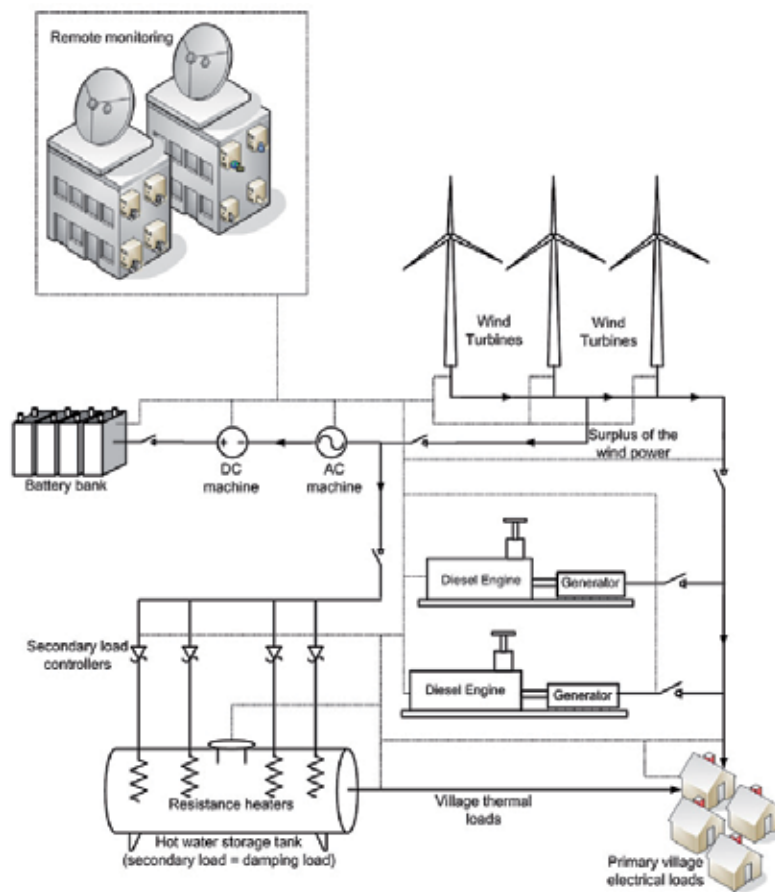 Remote monitoring
Wind
Turbines
Wind
Turbines
Surplus of the
wind power
Battery bank
DC
machine
AC
machine
Diesel Engine
Generator
Secondary load
controllers
Diesel Engine
Generator
Resistance heaters
Village thermal
loads
Hot water storage tank
(secondary load = damping load)
Primary village
electrical loads